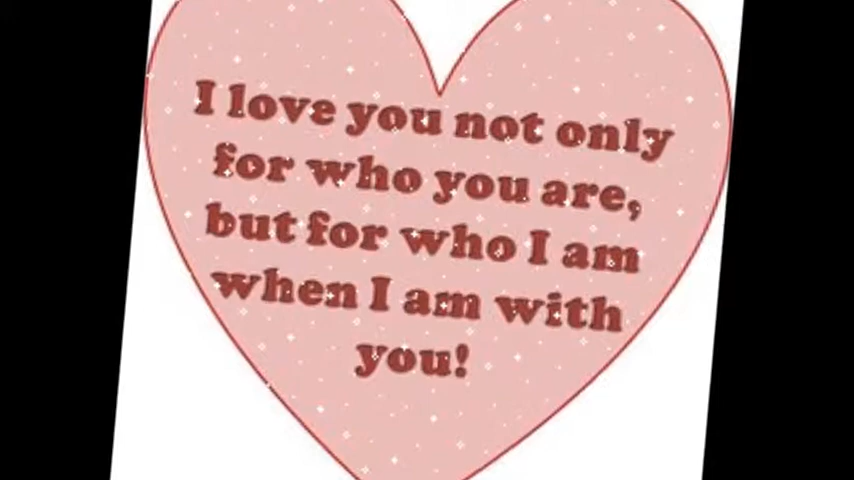 I love you not only
for who you are,
but for who I am
when I am with
you!